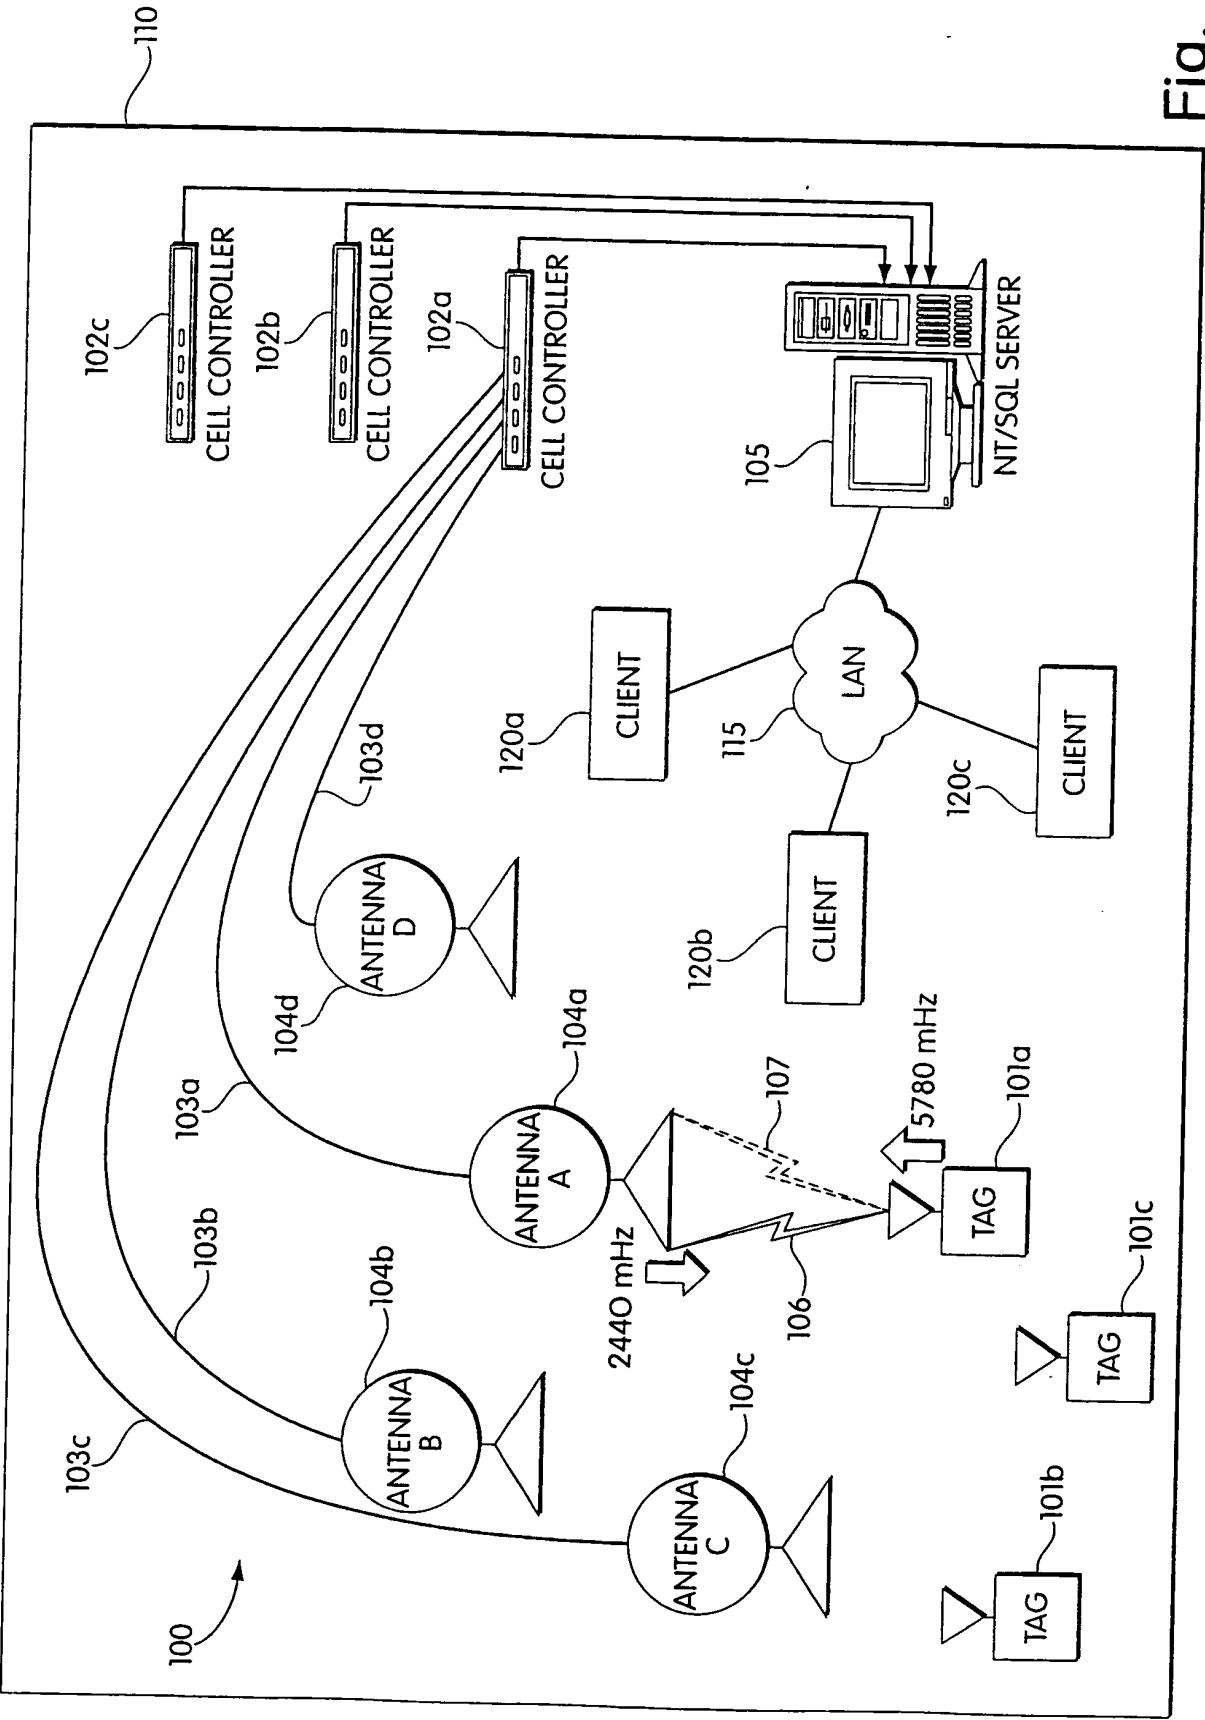 100
103c
103b
103a
110
102c
CELL CONTROLLER
102b
CELL CONTROLLER
102a
CELL CONTROLLER
104b
ANTENNA
B
104d
ANTENNA
D
103d
104a
ANTENNA
A
104c
ANTENNA
C
2440 mHz
106
107
5780 mHz
TAG
101a
TAG
101b
TAG
101c
120a
CLIENT
120b
CLIENT
120c
CLIENT
115
LAN
105
NT/SQL SERVER
Fig.